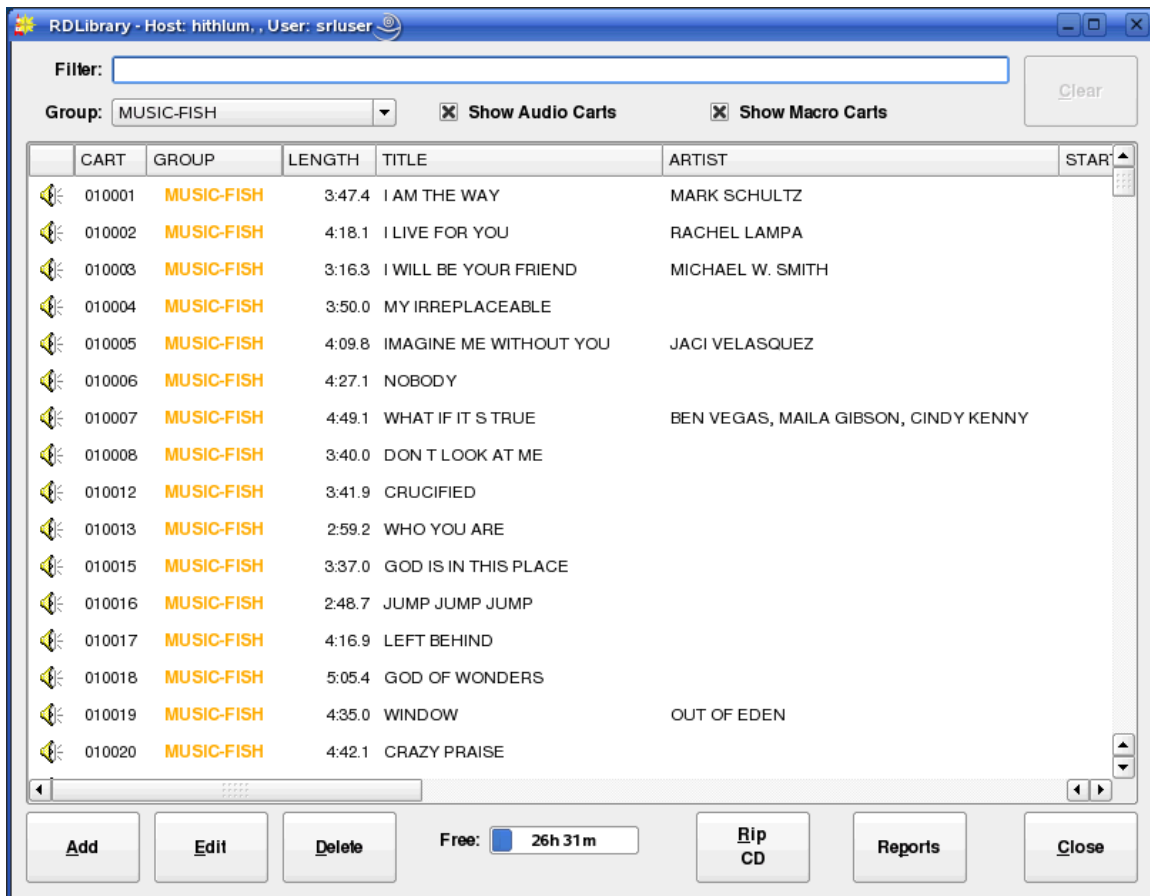 RDLibrary - Host: hithlum, , User: srluser
Filter:
Clear
Group: MUSIC-FISH Show Audio Carts Show Macro Carts
CART GROUP LENGTH TITLE ARTIST START
010001 MUSIC-FISH 3:47.4 I AM THE WAY MARK SCHULTZ
010002 MUSIC-FISH 4:18.1 I LIVE FOR YOU RACHEL LAMPA
010003 MUSIC-FISH 3:16.3 I WILL BE YOUR FRIEND MICHAEL W. SMITH
010004 MUSIC-FISH 3:50.0 MY IRREPLACEABLE
010005 MUSIC-FISH 4:09.8 IMAGINE ME WITHOUT YOU JACI VELASQUEZ
010006 MUSIC-FISH 4:27.1 NOBODY
010007 MUSIC-FISH 4:49.1 WHAT IF IT S TRUE BEN VEGAS, MAILA GIBSON, CINDY KENNY
010008 MUSIC-FISH 3:40.0 DON T LOOK AT ME
010012 MUSIC-FISH 3:41.9 CRUCIFIED
010013 MUSIC-FISH 2:59.2 WHO YOU ARE
010015 MUSIC-FISH 3:37.0 GOD IS IN THIS PLACE
010016 MUSIC-FISH 2:48.7 JUMP JUMP JUMP
010017 MUSIC-FISH 4:16.9 LEFT BEHIND
010018 MUSIC-FISH 5:05.4 GOD OF WONDERS
010019 MUSIC-FISH 4:35.0 WINDOW OUT OF EDEN
010020 MUSIC-FISH 4:42.1 CRAZY PRAISE
Add Edit Delete Free: 26h 31m Rip CD Reports Close